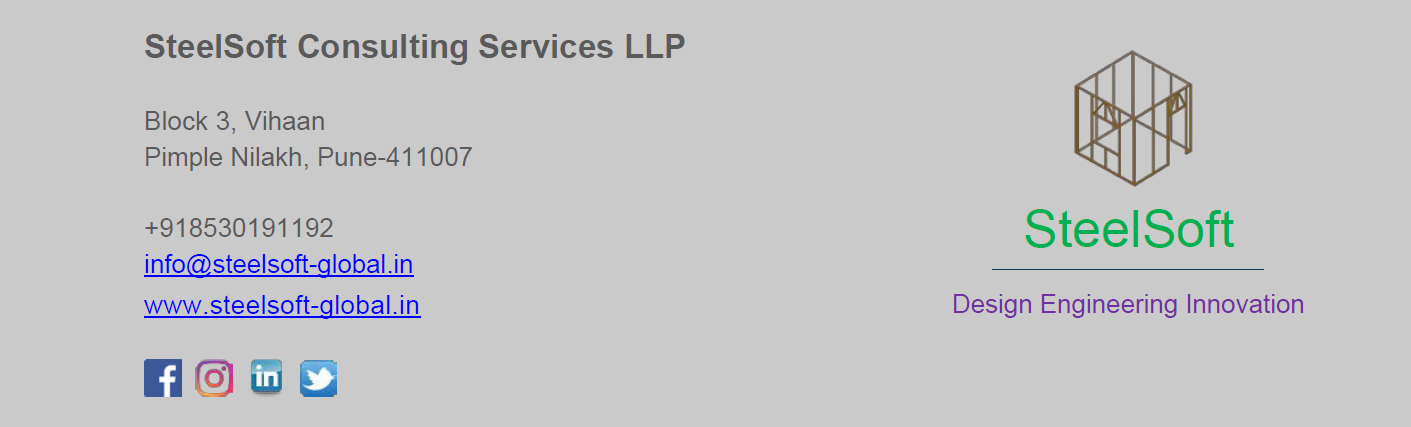 SteelSoft Consulting Services LLP
Block 3, Vihaan
Pimple Nilakh, Pune-411007
+918530191192
info@steelsoft-global.in
www.steelsoft-global.in
f
in
SteelSoft
Design Engineering Innovation